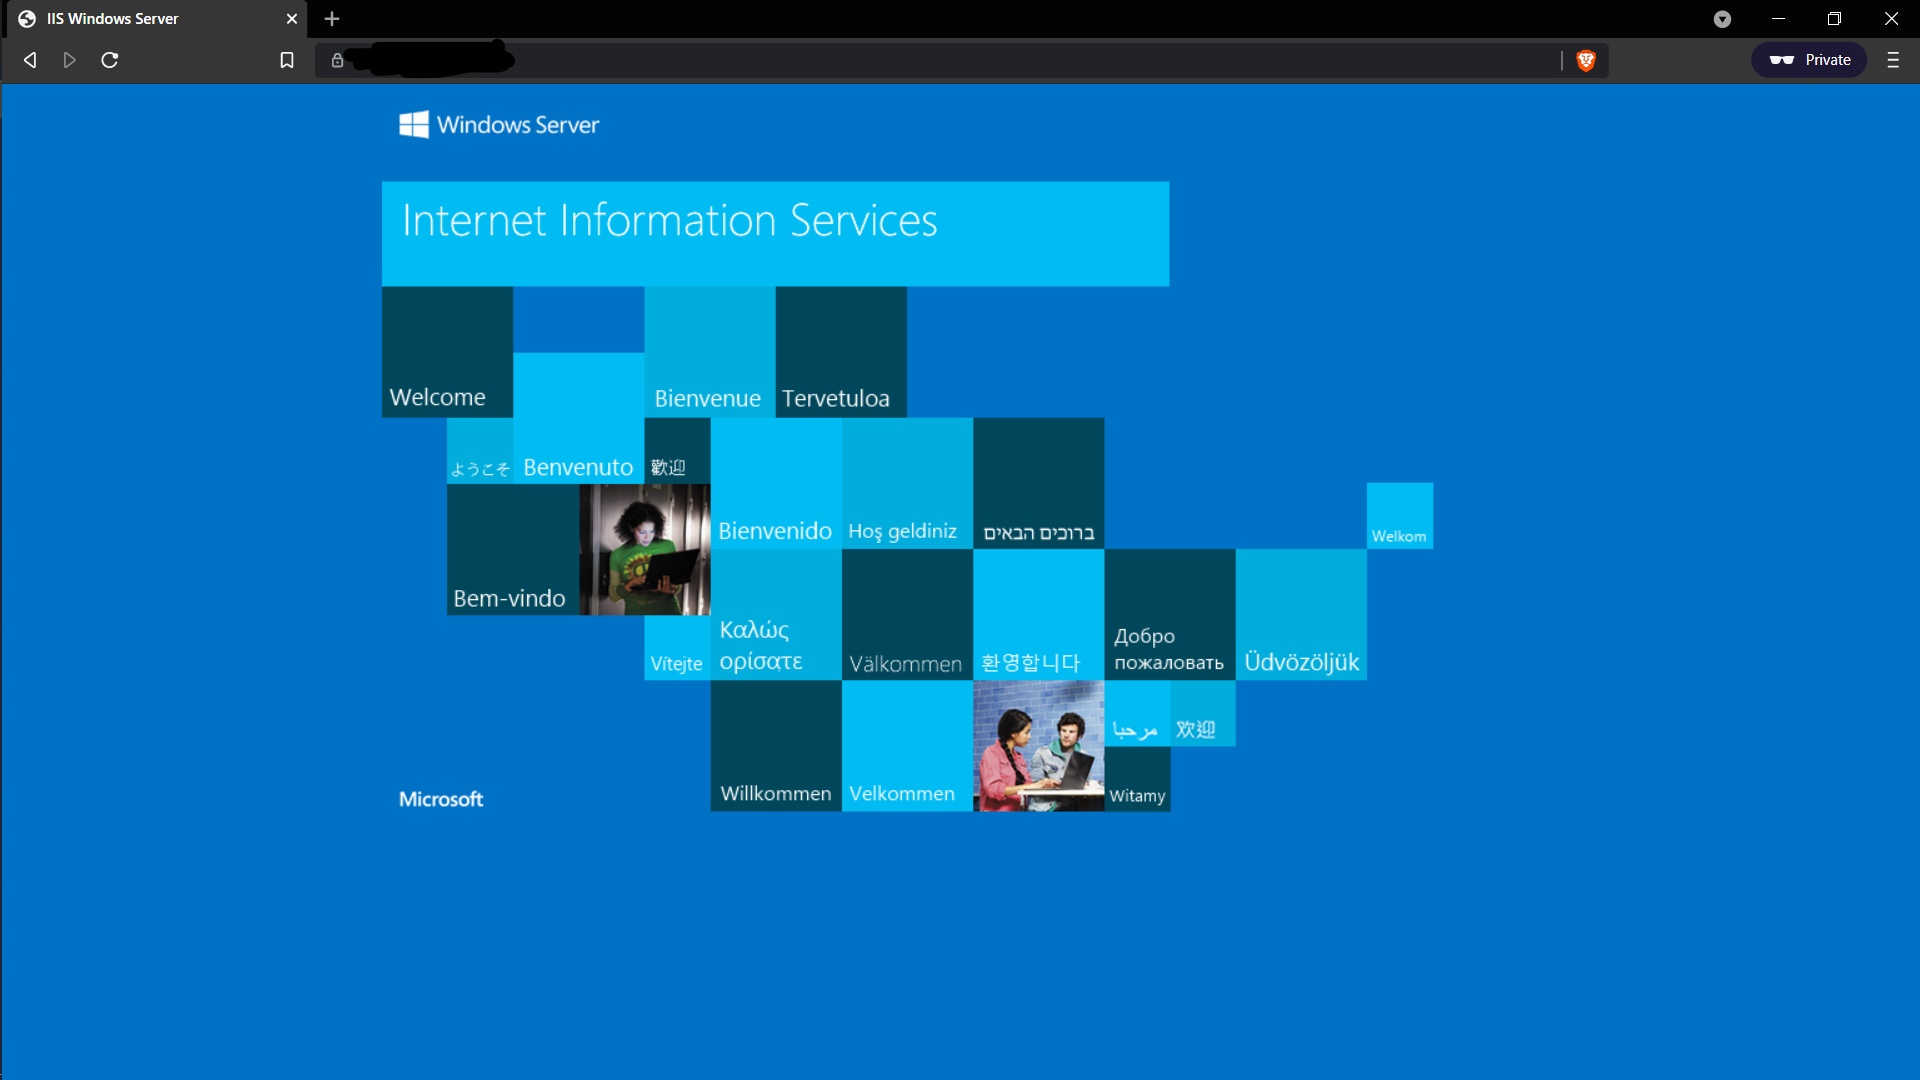 IIS Windows Server
Private
Windows Server
Internet Information Services
Welcome
Bienvenue
Tervetuloa
ようこそ
Benvenuto
歡迎
Bienvenido
Hoş geldiniz
ברוכים הבאים
Welkom
Bem-vindo
Vítejte
Καλώς
ορίσατε
Välkommen
환영합니다
Добро
пожаловать
Üdvözöljük
مرحبا
欢迎
Willkommen
Velkommen
Witamy
Microsoft